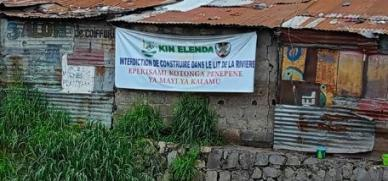 KIN ELENDA
INTERDICTION DE CONSTRUIRE DANS LE LIT DE LA RIVIERE
EPEKISAMI KOTONGA PENEPENE
YA MAYI YA KALAMU